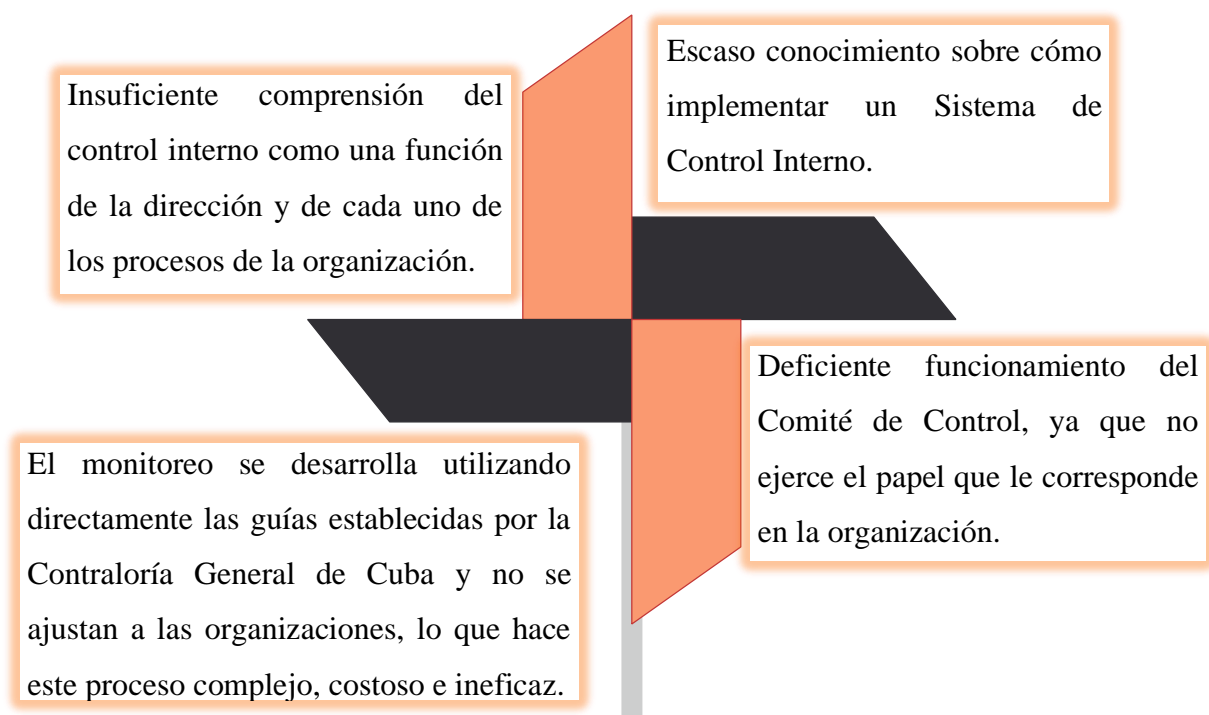 Insuficiente comprensión del
control interno como una función
de la dirección y de cada uno de
los procesos de la organización.
Escaso conocimiento sobre cómo
implementar un Sistema de
Control Interno.
El monitoreo se desarrolla utilizando
directamente las guías establecidas por la
Contraloría General de Cuba y no se
ajustan a las organizaciones, lo que hace
este proceso complejo, costoso e ineficaz.
Deficiente funcionamiento del
Comité de Control, ya que no
ejerce el papel que le corresponde
en la organización.